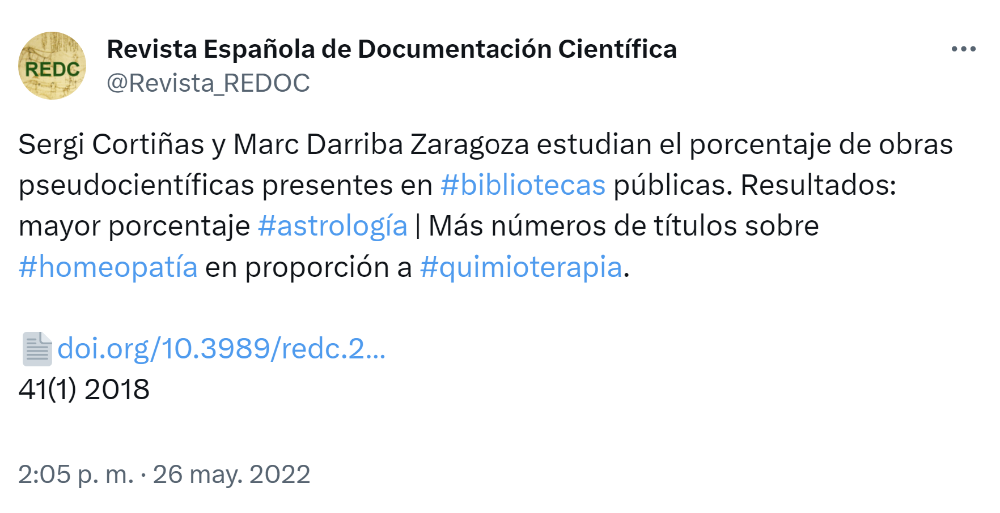 REDC
Revista Española de Documentación Científica
@Revista_REDOC
Sergi Cortiñas y Marc Darriba Zaragoza estudian el porcentaje de obras
pseudocientíficas presentes en #bibliotecas públicas. Resultados:
mayor porcentaje #astrología | Más números de títulos sobre
#homeopatía en proporción a #quimioterapia.
doi.org/10.3989/redc.2...
41(1) 2018
2:05 p. m. · 26 may. 2022